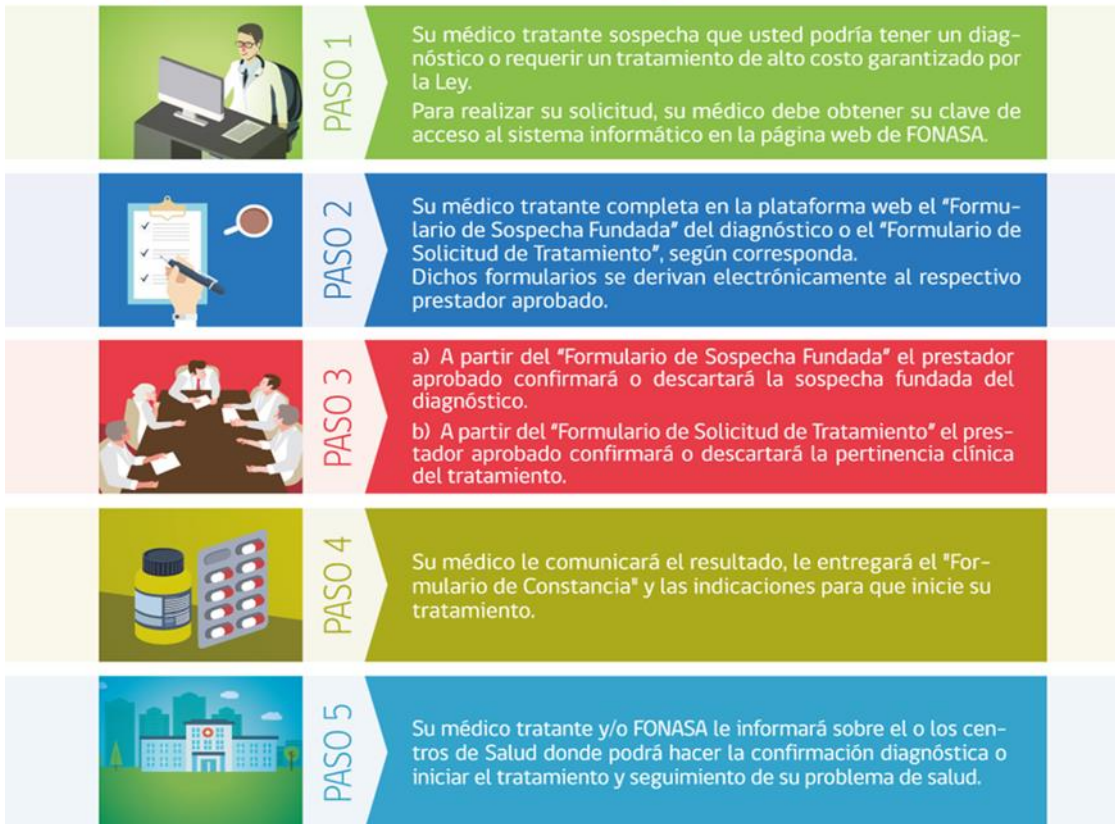 PASO 1
Su médico tratante sospecha que usted podría tener un diag-
nóstico o requerir un tratamiento de alto costo garantizado por
la Ley.
Para realizar su solicitud, su médico debe obtener su clave de
acceso al sistema informático en la página web de FONASA.
PASO 2
Su médico tratante completa en la plataforma web el "Formu-
lario de Sospecha Fundada" del diagnóstico o el "Formulario de
Solicitud de Tratamiento", según corresponda.
Dichos formularios se derivan electrónicamente al respectivo
prestador aprobado.
PASO 3
a) A partir del "Formulario de Sospecha Fundada" el prestador
aprobado confirmará o descartará la sospecha fundada del
diagnóstico.
b) A partir del "Formulario de Solicitud de Tratamiento" el pres-
tador aprobado confirmará o descartará la pertinencia clínica
del tratamiento.
PASO 4
Su médico le comunicará el resultado, le entregará el "For-
mulario de Constancia" y las indicaciones para que inicie su
tratamiento.
PASO 5
Su médico tratante y/o FONASA le informará sobre el o los cen-
tros de Salud donde podrá hacer la confirmación diagnóstica o
iniciar el tratamiento y seguimiento de su problema de salud.